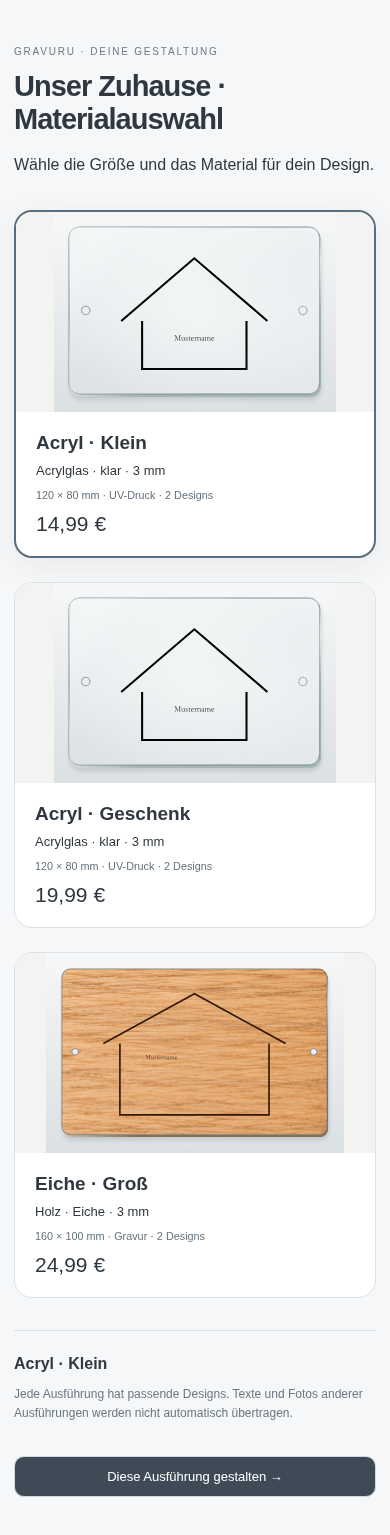 GRAVURU · DEINE GESTALTUNG
Unser Zuhause ·
Materialauswahl
Wähle die Größe und das Material für dein Design.
Mostername
Acryl · Klein
Acrylglas · klar · 3 mm
120 × 80 mm · UV-Druck · 2 Designs
14,99 €
Mostername
Acryl · Geschenk
Acrylglas · klar · 3 mm
120 × 80 mm · UV-Druck · 2 Designs
19,99 €
Mostername
Eiche · Groß
Holz · Eiche · 3 mm
160 × 100 mm · Gravur · 2 Designs
24,99 €
Acryl · Klein
Jede Ausführung hat passende Designs. Texte und Fotos anderer
Ausführungen werden nicht automatisch übertragen.
Diese Ausführung gestalten →